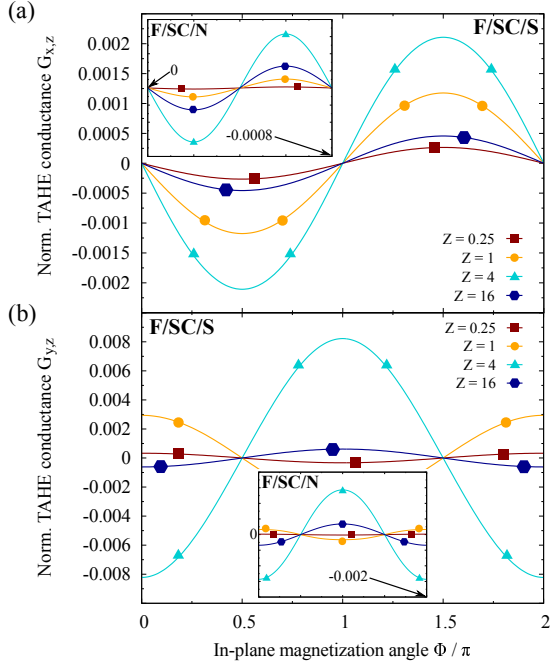 (a)
F/SC/N
F/SC/S
0
-0.0008
Norm. TAHE conductance G_{x,z}
0.002
0.0015
0.001
0.0005
0
-0.0005
-0.001
-0.0015
-0.002
Z = 0.25
Z = 1
Z = 4
Z = 16
(b)
F/SC/S
Z = 0.25
Z = 1
Z = 4
Z = 16
Norm. TAHE conductance G_{y,z}
0.008
0.006
0.004
0.002
0
-0.002
-0.004
-0.006
-0.008
F/SC/N
0
-0.002
0
0.5
1
1.5
2
In-plane magnetization angle Φ / π